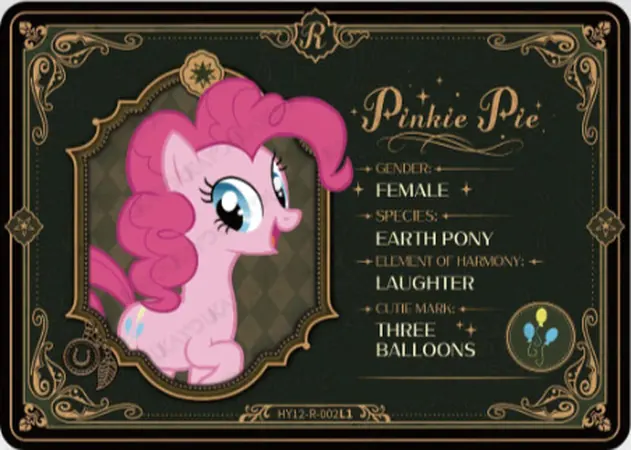 R
Pinkie Pie
GENDER:
FEMALE
SPECIES:
EARTH PONY
ELEMENT OF HARMONY:
LAUGHTER
CUTIE MARK:
THREE
BALLOONS
HY12-R-002L1